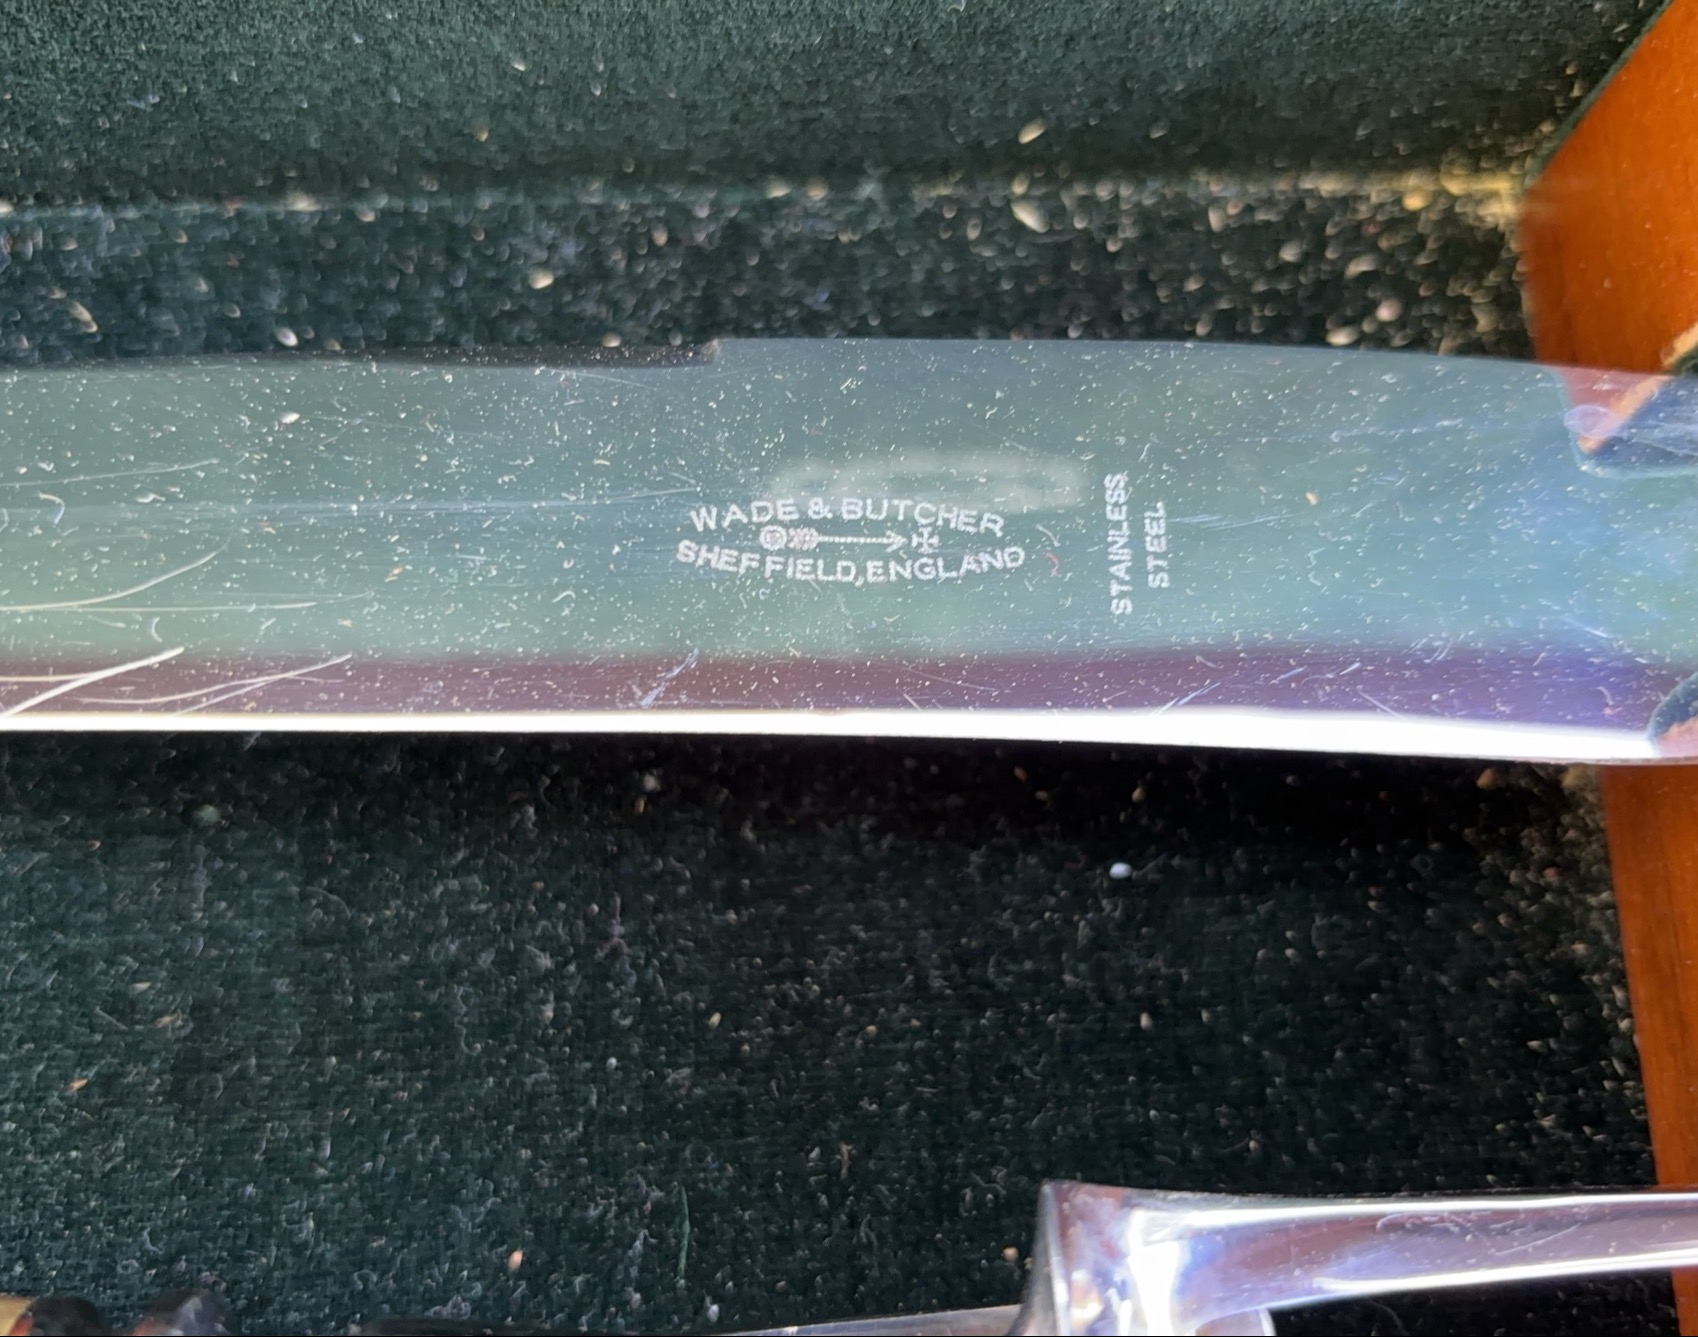 WADE & BUTCHER
SHEFFIELD, ENGLAND
STAINLESS
STEEL